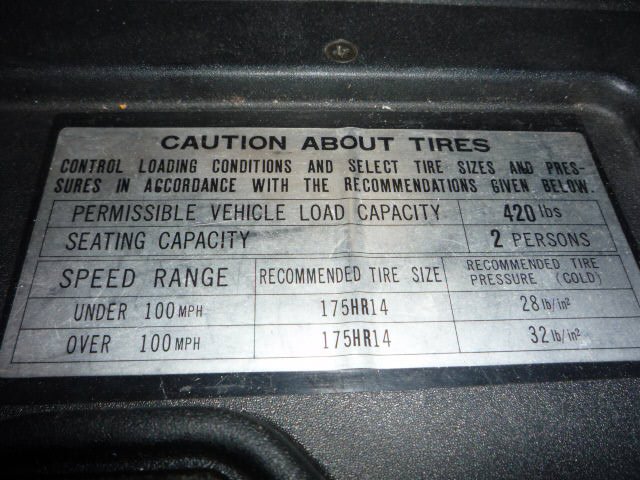 CAUTION ABOUT TIRES
CONTROL LOADING CONDITIONS AND SELECT TIRE SIZES AND PRES-
SURES IN ACCORDANCE WITH THE RECOMMENDATIONS GIVEN BELOW.
PERMISSIBLE VEHICLE LOAD CAPACITY 420 lbs
SEATING CAPACITY 2 PERSONS
SPEED RANGE RECOMMENDED TIRE SIZE RECOMMENDED TIRE
PRESSURE (COLD)
UNDER 100 MPH 175HR14 28 lb/in²
OVER 100 MPH 175HR14 32 lb/in²